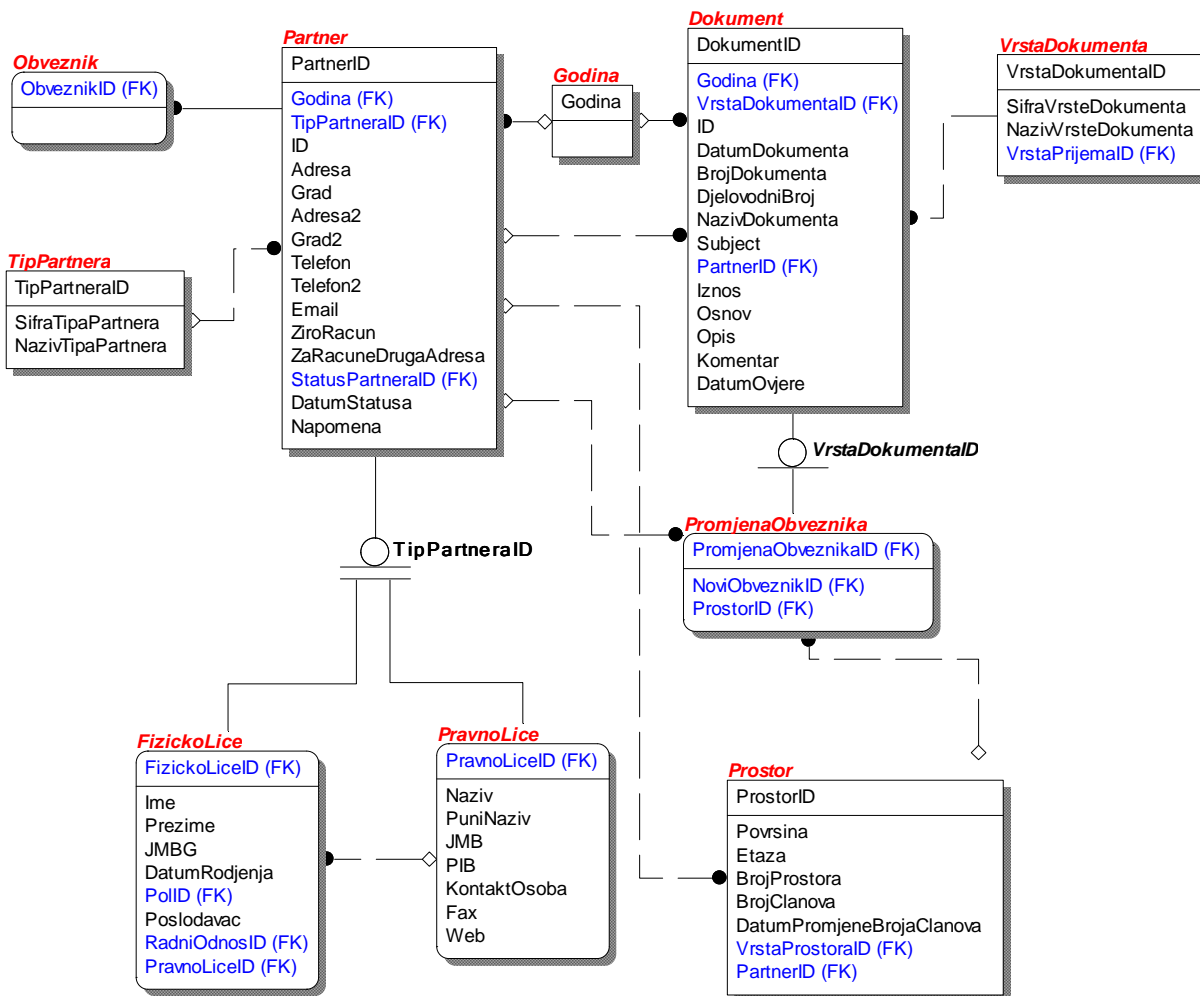 Obveznik
ObveznikID (FK)
Partner
PartnerID
Godina (FK)
TipPartneraID (FK)
ID
Adresa
Grad
Adresa2
Grad2
Telefon
Telefon2
Email
ZiroRacun
ZaRacuneDrugaAdresa
StatusPartneraID (FK)
DatumStatusa
Napomena
Godina
Godina
Dokument
DokumentID
Godina (FK)
VrstaDokumentaID (FK)
ID
DatumDokumenta
BrojDokumenta
DjelovodniBroj
NazivDokumenta
Subject
PartnerID (FK)
Iznos
Osnov
Opis
Komentar
DatumOvjere
VrstaDokumenta
VrstaDokumentaID
SifraVrsteDokumenta
NazivVrsteDokumenta
VrstaPrijemaID (FK)
TipPartnera
TipPartneraID
SifraTipaPartnera
NazivTipaPartnera
VrstaDokumentaID
TipPartneraID
PromjenaObveznika
PromjenaObveznikaID (FK)
NoviObveznikID (FK)
ProstorID (FK)
FizickoLice
FizickoLiceID (FK)
Ime
Prezime
JMBG
DatumRodjenja
PolID (FK)
Poslodavac
RadniOdnosID (FK)
PravnoLiceID (FK)
PravnoLice
PravnoLiceID (FK)
Naziv
PuniNaziv
JMB
PIB
KontaktOsoba
Fax
Web
Prostor
ProstorID
Povrsina
Etaza
BrojProstora
BrojClanova
DatumPromjeneBrojaClanova
VrstaProstoraID (FK)
PartnerID (FK)